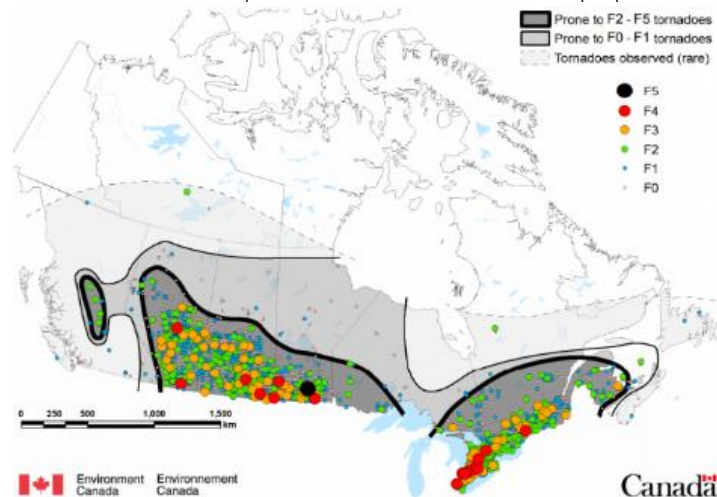 Prone to F2 - F5 tornadoes
Prone to F0 - F1 tornadoes
Tornadoes observed (rare)
F5
F4
F3
F2
F1
F0
0 250 500 1,000 1,500
km
Environment Environnement
Canada Canada
Canada